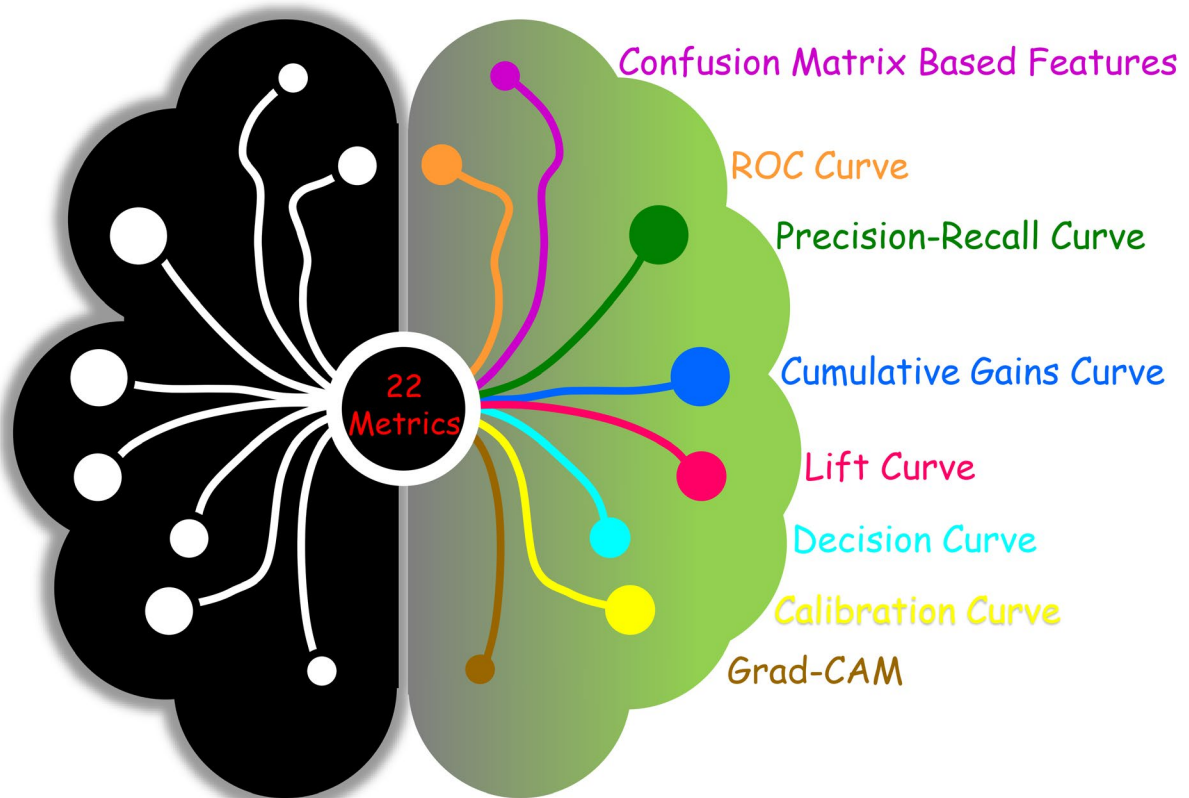 Confusion Matrix Based Features
ROC Curve
Precision-Recall Curve
Cumulative Gains Curve
22
Metrics
Lift Curve
Decision Curve
Calibration Curve
Grad-CAM